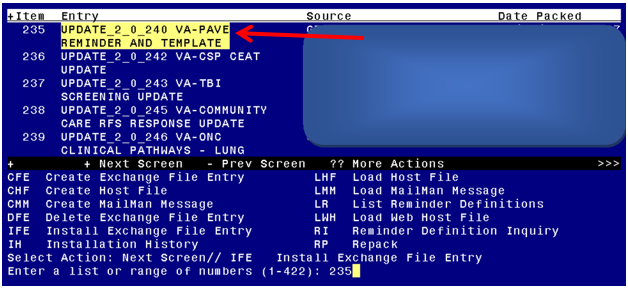 +Item Entry Source Date Packed
235 UPDATE_2_0_240 VA-PAVE
REMINDER AND TEMPLATE
236 UPDATE_2_0_242 VA-CSP CEAT
UPDATE
237 UPDATE_2_0_243 VA-TBI
SCREENING UPDATE
238 UPDATE_2_0_245 VA-COMMUNITY
CARE RFS RESPONSE UPDATE
239 UPDATE_2_0_246 VA-ONC
CLINICAL PATHWAYS - LUNG
+ + Next Screen - Prev Screen ?? More Actions >>>
CFE Create Exchange File Entry LHF Load Host File
CHF Create Host File LMM Load MailMan Message
CMM Create MailMan Message LR List Reminder Definitions
DFE Delete Exchange File Entry LWH Load Web Host File
IFE Install Exchange File Entry RI Reminder Definition Inquiry
IH Installation History RP Repack
Select Action: Next Screen// IFE Install Exchange File Entry
Enter a list or range of numbers (1-422): 235